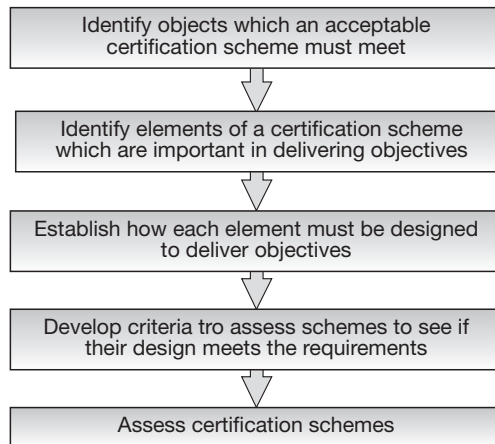 Identify objects which an acceptable
certification scheme must meet
Identify elements of a certification scheme
which are important in delivering objectives
Establish how each element must be designed
to deliver objectives
Develop criteria tro assess schemes to see if
their design meets the requirements
Assess certification schemes